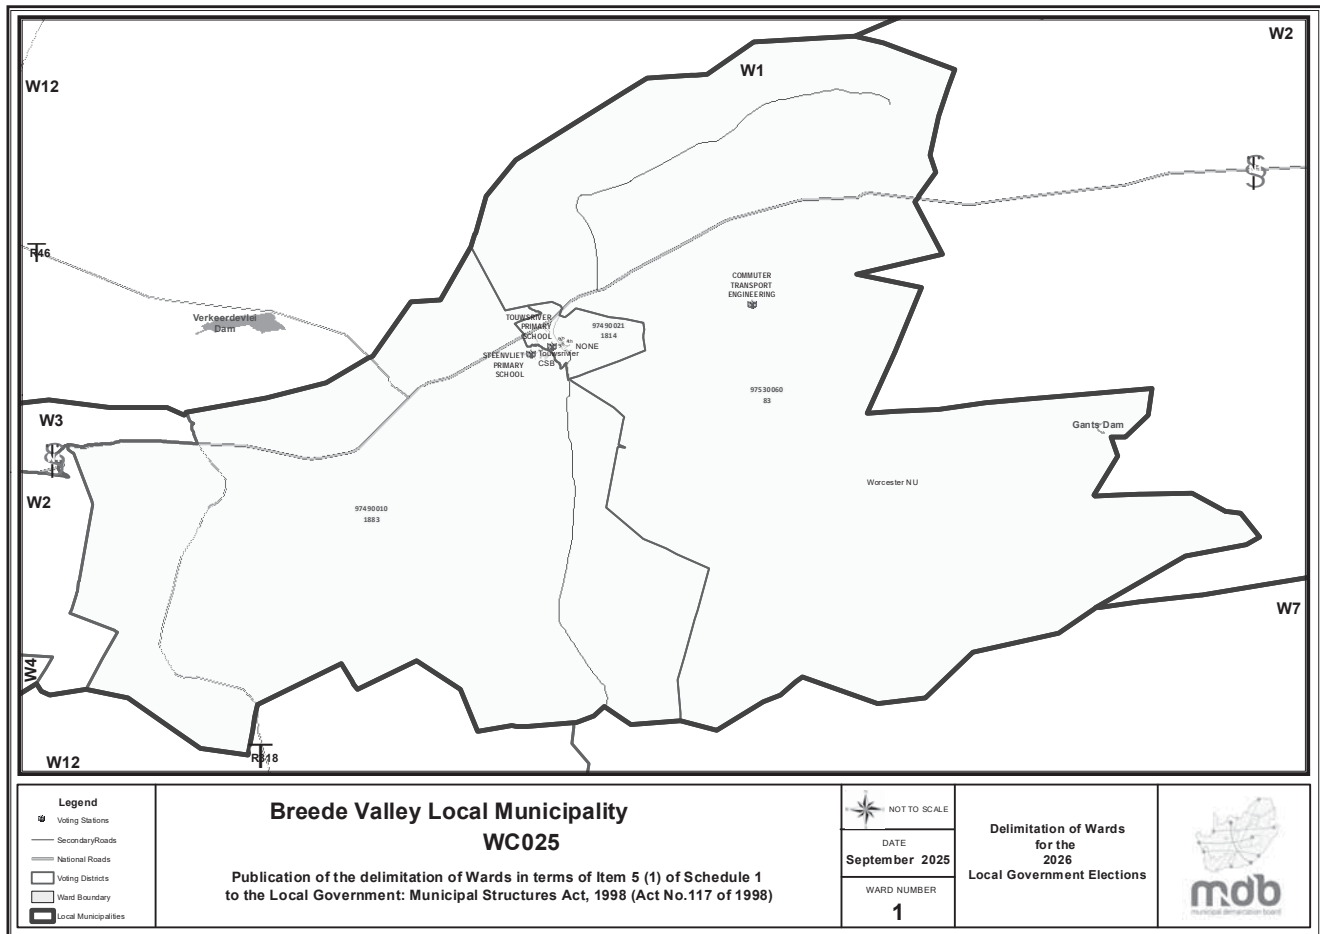 W2
W1
W12
R46
COMMUTER
TRANSPORT
ENGINEERING
Verkeerdevlei
Dam
TOUWSRIVER
PRIMARY
SCHOOL
97490021
1814
NONE
Touwsrivier
CSB
STEENVLIET
PRIMARY
SCHOOL
97530060
83
W3
Gants Dam
Worcester NU
W2
97490010
1883
W7
W4
R318
W12
Legend
Voting Stations
SecondaryRoads
National Roads
Voting Districts
Ward Boundary
Local Municipalities
Breede Valley Local Municipality
WC025
Publication of the delimitation of Wards in terms of Item 5 (1) of Schedule 1
to the Local Government: Municipal Structures Act, 1998 (Act No.117 of 1998)
NOT TO SCALE
DATE
September 2025
WARD NUMBER
1
Delimitation of Wards
for the
2026
Local Government Elections
mdb
municipal demarcation board